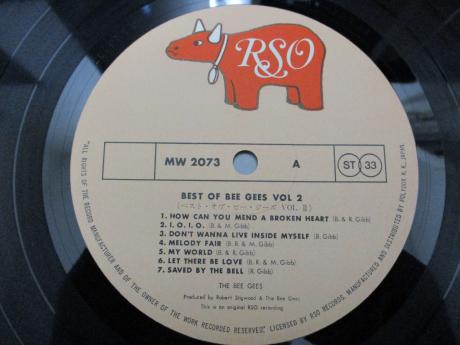 RSO
MW 2073 A ST 33
BEST OF BEE GEES VOL 2
(ベスト・オヴ・ビー・ジーズ VOL. II)
1. HOW CAN YOU MEND A BROKEN HEART (B. & R. Gibb)
2. I. O. I. O. (B. & M. Gibb)
3. DON'T WANNA LIVE INSIDE MYSELF (B. Gibb)
4. MELODY FAIR (B. R. & M. Gibb)
5. MY WORLD (B. & R. Gibb)
6. LET THERE BE LOVE (B. R. & M. Gibb)
7. SAVED BY THE BELL (R. Gibb)
THE BEE GEES
Produced by Robert Stigwood & The Bee Gees
This is an original
RSO recording
"ALL RIGHTS OF THE RECORD MANUFACTURER AND OF THE OWNER OF THE WORK RECORDED RESERVED." LICENSED BY RSO RECORDS. MANUFACTURED AND DISTRIBUTED BY POLYDOR K. K., JAPAN.